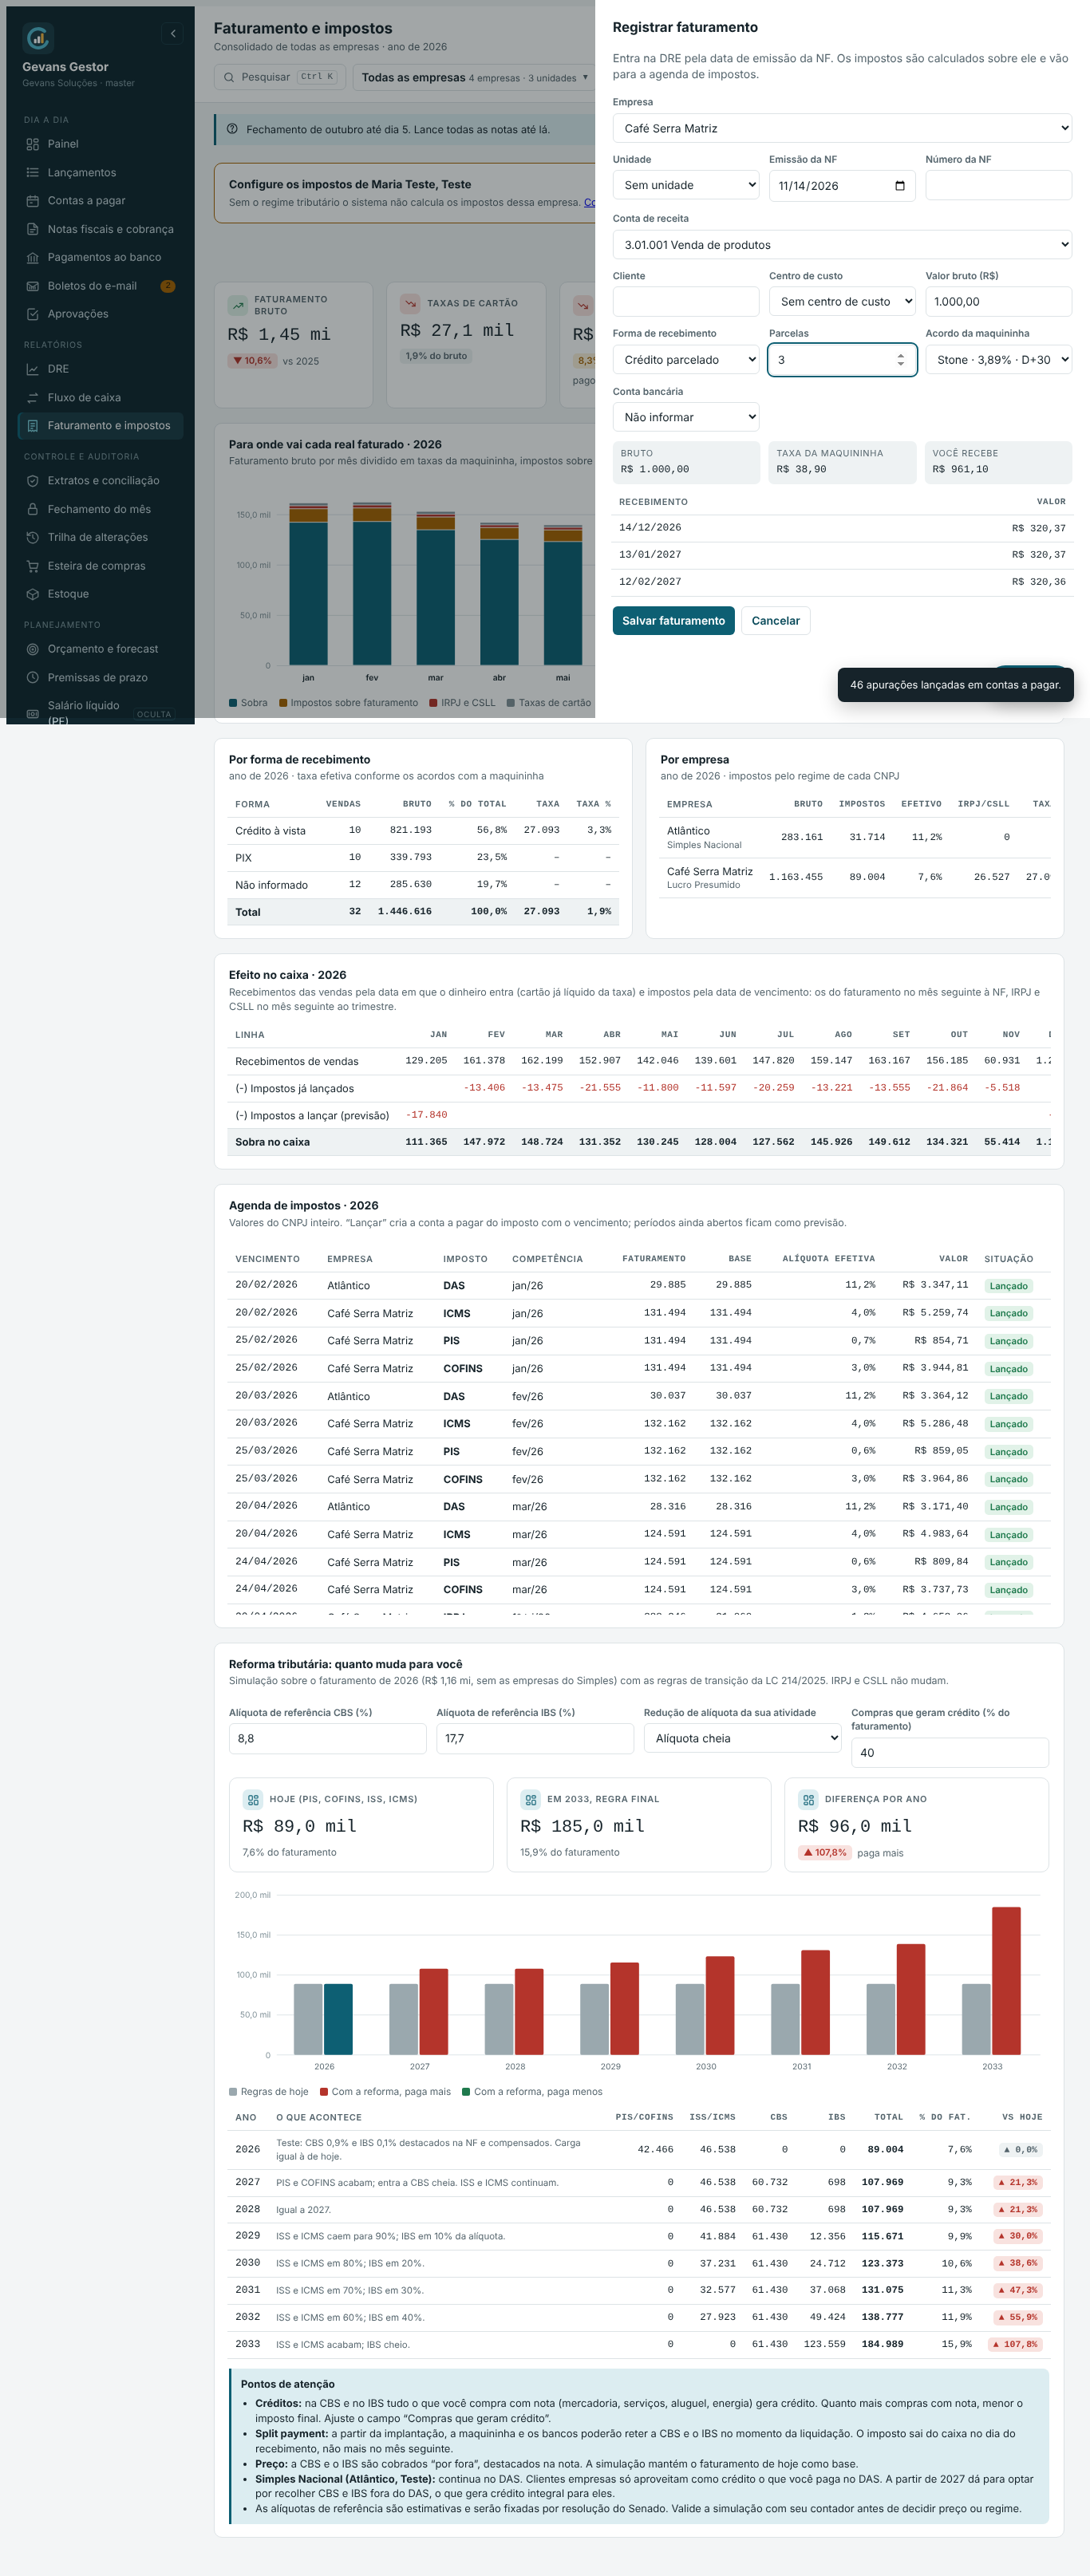 Gevans Gestor
Gevans Soluções · master
DIA A DIA
Painel
Lançamentos
Contas a pagar
Notas fiscais e cobrança
Pagamentos ao banco
Boletos do e-mail 2
Aprovações
RELATÓRIOS
DRE
Fluxo de caixa
Faturamento e impostos
CONTROLE E AUDITORIA
Extratos e conciliação
Fechamento do mês
Trilha de alterações
Esteira de compras
Estoque
PLANEJAMENTO
Orçamento e forecast
Premissas de prazo
Salário líquido
(PF) OCULTA
Faturamento e impostos
Consolidado de todas as empresas · ano de 2026
Pesquisar Ctrl K Todas as empresas 4 empresas · 3 unidades ▼
Fechamento de outubro até dia 5. Lance todas as notas até lá.
Configure os impostos de Maria Teste, Teste
Sem o regime tributário o sistema não calcula os impostos dessa empresa. Co
FATURAMENTO
BRUTO
R$ 1,45 mi
▼ 10,6% vs 2025
TAXAS DE CARTÃO
R$ 27,1 mil
1,9% do bruto
R$
8,3%
pago
Para onde vai cada real faturado · 2026
Faturamento bruto por mês dividido em taxas da maquininha, impostos sobre
150,0 mil
100,0 mil
50,0 mil
0
jan fev mar abr mai
Sobra Impostos sobre faturamento IRPJ e CSLL Taxas de cartão
Registrar faturamento
Entra na DRE pela data de emissão da NF. Os impostos são calculados sobre ele e vão
para a agenda de impostos.
Empresa
Café Serra Matriz
Unidade Emissão da NF Número da NF
Sem unidade 11/14/2026
Conta de receita
3.01.001 Venda de produtos
Cliente Centro de custo Valor bruto (R$)
Sem centro de custo 1.000,00
Forma de recebimento Parcelas Acordo da maquininha
Crédito parcelado 3 Stone · 3,89% · D+30
Conta bancária
Não informar
BRUTO TAXA DA MAQUININHA VOCÊ RECEBE
R$ 1.000,00 R$ 38,90 R$ 961,10
RECEBIMENTO VALOR
14/12/2026 R$ 320,37
13/01/2027 R$ 320,37
12/02/2027 R$ 320,36
Salvar faturamento Cancelar
46 apurações lançadas em contas a pagar.
Por forma de recebimento
ano de 2026 · taxa efetiva conforme os acordos com a maquininha
FORMA VENDAS BRUTO % DO TOTAL TAXA TAXA %
Crédito à vista 10 821.193 56,8% 27.093 3,3%
PIX 10 339.793 23,5% – –
Não informado 12 285.630 19,7% – –
Total 32 1.446.616 100,0% 27.093 1,9%
Por empresa
ano de 2026 · impostos pelo regime de cada CNPJ
EMPRESA BRUTO IMPOSTOS EFETIVO IRPJ/CSLL TAX
Atlântico 283.161 31.714 11,2% 0
Simples Nacional
Café Serra Matriz 1.163.455 89.004 7,6% 26.527 27.0
Lucro Presumido
Efeito no caixa · 2026
Recebimentos das vendas pela data em que o dinheiro entra (cartão já líquido da taxa) e impostos pela data de vencimento: os do faturamento no mês seguinte à NF, IRPJ e
CSLL no mês seguinte ao trimestre.
LINHA JAN FEV MAR ABR MAI JUN JUL AGO SET OUT NOV
Recebimentos de vendas 129.205 161.378 162.199 152.907 142.046 139.601 147.820 159.147 163.167 156.185 60.931 1.2
(-) Impostos já lançados -13.406 -13.475 -21.555 -11.800 -11.597 -20.259 -13.221 -13.555 -21.864 -5.518
(-) Impostos a lançar (previsão) -17.840
Sobra no caixa 111.365 147.972 148.724 131.352 130.245 128.004 127.562 145.926 149.612 134.321 55.414 1.1
Agenda de impostos · 2026
Valores do CNPJ inteiro. “Lançar” cria a conta a pagar do imposto com o vencimento; períodos ainda abertos ficam como previsão.
VENCIMENTO EMPRESA IMPOSTO COMPETÊNCIA FATURAMENTO BASE ALÍQUOTA EFETIVA VALOR SITUAÇÃO
20/02/2026 Atlântico DAS jan/26 29.885 29.885 11,2% R$ 3.347,11 Lançado
20/02/2026 Café Serra Matriz ICMS jan/26 131.494 131.494 4,0% R$ 5.259,74 Lançado
25/02/2026 Café Serra Matriz PIS jan/26 131.494 131.494 0,7% R$ 854,71 Lançado
25/02/2026 Café Serra Matriz COFINS jan/26 131.494 131.494 3,0% R$ 3.944,81 Lançado
20/03/2026 Atlântico DAS fev/26 30.037 30.037 11,2% R$ 3.364,12 Lançado
20/03/2026 Café Serra Matriz ICMS fev/26 132.162 132.162 4,0% R$ 5.286,48 Lançado
25/03/2026 Café Serra Matriz PIS fev/26 132.162 132.162 0,6% R$ 859,05 Lançado
25/03/2026 Café Serra Matriz COFINS fev/26 132.162 132.162 3,0% R$ 3.964,86 Lançado
20/04/2026 Atlântico DAS mar/26 28.316 28.316 11,2% R$ 3.171,40 Lançado
20/04/2026 Café Serra Matriz ICMS mar/26 124.591 124.591 4,0% R$ 4.983,64 Lançado
24/04/2026 Café Serra Matriz PIS mar/26 124.591 124.591 0,6% R$ 809,84 Lançado
24/04/2026 Café Serra Matriz COFINS mar/26 124.591 124.591 3,0% R$ 3.737,73 Lançado
Reforma tributária: quanto muda para você
Simulação sobre o faturamento de 2026 (R$ 1,16 mi, sem as empresas do Simples) com as regras de transição da LC 214/2025. IRPJ e CSLL não mudam.
Alíquota de referência CBS (%) Alíquota de referência IBS (%) Redução de alíquota da sua atividade Compras que geram crédito (% do
faturamento)
8,8 17,7 Alíquota cheia 40
HOJE (PIS, COFINS, ISS, ICMS)
R$ 89,0 mil
7,6% do faturamento
EM 2033, REGRA FINAL
R$ 185,0 mil
15,9% do faturamento
DIFERENÇA POR ANO
R$ 96,0 mil
▲ 107,8% paga mais
200,0 mil
150,0 mil
100,0 mil
50,0 mil
0
2026 2027 2028 2029 2030 2031 2032 2033
Regras de hoje Com a reforma, paga mais Com a reforma, paga menos
ANO O QUE ACONTECE PIS/COFINS ISS/ICMS CBS IBS TOTAL % DO FAT. VS HOJE
2026 Teste: CBS 0,9% e IBS 0,1% destacados na NF e compensados. Carga
igual à de hoje. 42.466 46.538 0 0 89.004 7,6% ▲ 0,0%
2027 PIS e COFINS acabam; entra a CBS cheia. ISS e ICMS continuam. 0 46.538 60.732 698 107.969 9,3% ▲ 21,3%
2028 Igual a 2027. 0 46.538 60.732 698 107.969 9,3% ▲ 21,3%
2029 ISS e ICMS caem para 90%; IBS em 10% da alíquota. 0 41.884 61.430 12.356 115.671 9,9% ▲ 30,0%
2030 ISS e ICMS em 80%; IBS em 20%. 0 37.231 61.430 24.712 123.373 10,6% ▲ 38,6%
2031 ISS e ICMS em 70%; IBS em 30%. 0 32.577 61.430 37.068 131.075 11,3% ▲ 47,3%
2032 ISS e ICMS em 60%; IBS em 40%. 0 27.923 61.430 49.424 138.777 11,9% ▲ 55,9%
2033 ISS e ICMS acabam; IBS cheio. 0 0 61.430 123.559 184.989 15,9% ▲ 107,8%
Pontos de atenção
• Créditos: na CBS e no IBS tudo o que você compra com nota (mercadoria, serviços, aluguel, energia) gera crédito. Quanto mais compras com nota, menor o
imposto final. Ajuste o campo “Compras que geram crédito”.
• Split payment: a partir da implantação, a maquininha e os bancos poderão reter a CBS e o IBS no momento da liquidação. O imposto sai do caixa no dia do
recebimento, não mais no mês seguinte.
• Preço: a CBS e o IBS são cobrados “por fora”, destacados na nota. A simulação mantém o faturamento de hoje como base.
• Simples Nacional (Atlântico, Teste): continua no DAS. Clientes empresas só aproveitam como crédito o que você paga no DAS. A partir de 2027 dá para optar
por recolher CBS e IBS fora do DAS, o que gera crédito integral para eles.
• As alíquotas de referência são estimativas e serão fixadas por resolução do Senado. Valide a simulação com seu contador antes de decidir preço ou regime.